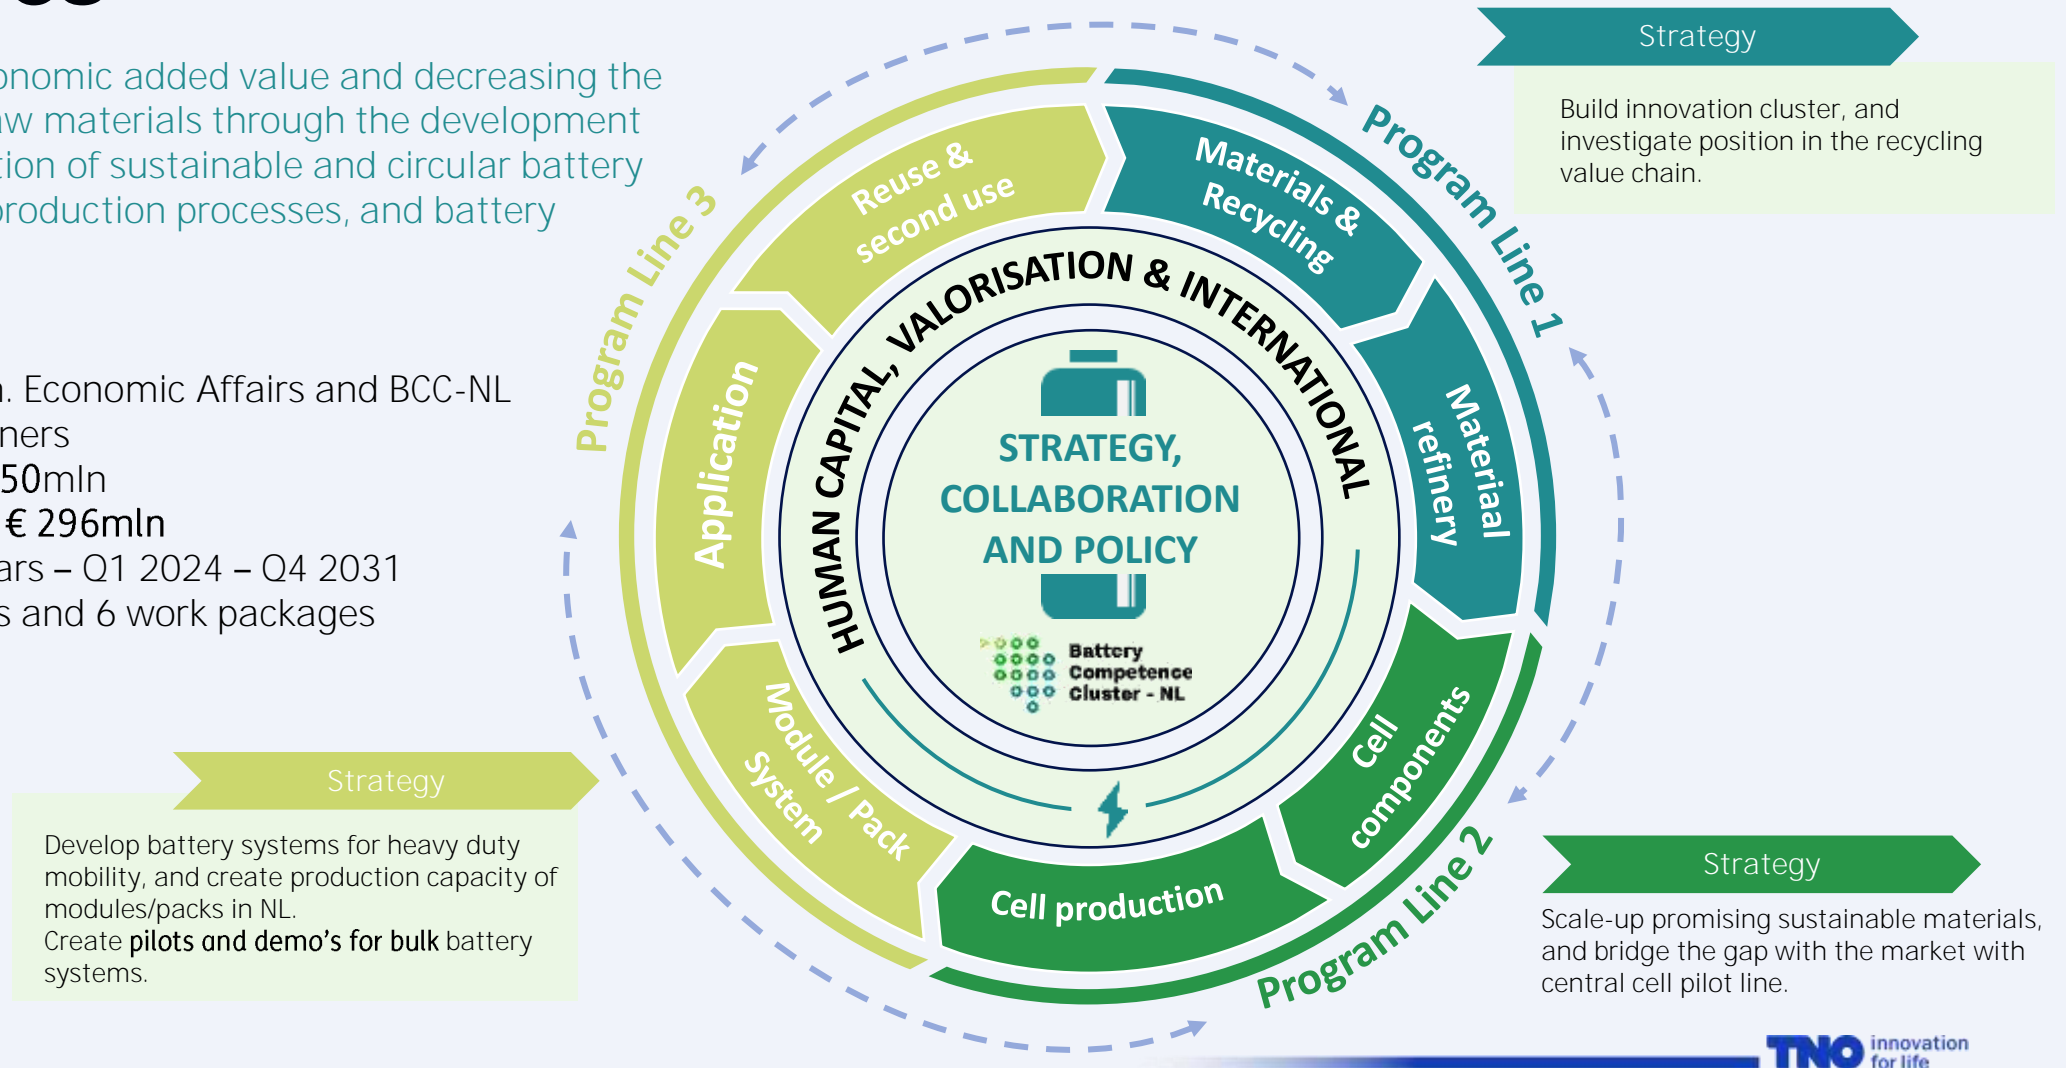 onomic added value and decreasing the
aw materials through the development
tion of sustainable and circular battery
production processes, and battery
. Economic Affairs and BCC-NL
ners
50mln
€ 296mln
ars – Q1 2024 – Q4 2031
s and 6 work packages
Strategy
Build innovation cluster, and
investigate position in the recycling
value chain.
Program Line 1
Materials &
Recycling
Materiaal
refinery
Program Line 3
Reuse &
second use
Application
Module / Pack
System
HUMAN CAPITAL, VALORISATION & INTERNATIONAL
STRATEGY,
COLLABORATION
AND POLICY
Battery
Competence
Cluster - NL
Cell
components
Cell production
Program Line 2
Strategy
Develop battery systems for heavy duty
mobility, and create production capacity of
modules/packs in NL.
Create pilots and demo's for bulk battery
systems.
Strategy
Scale-up promising sustainable materials,
and bridge the gap with the market with
central cell pilot line.
TNO innovation
for life